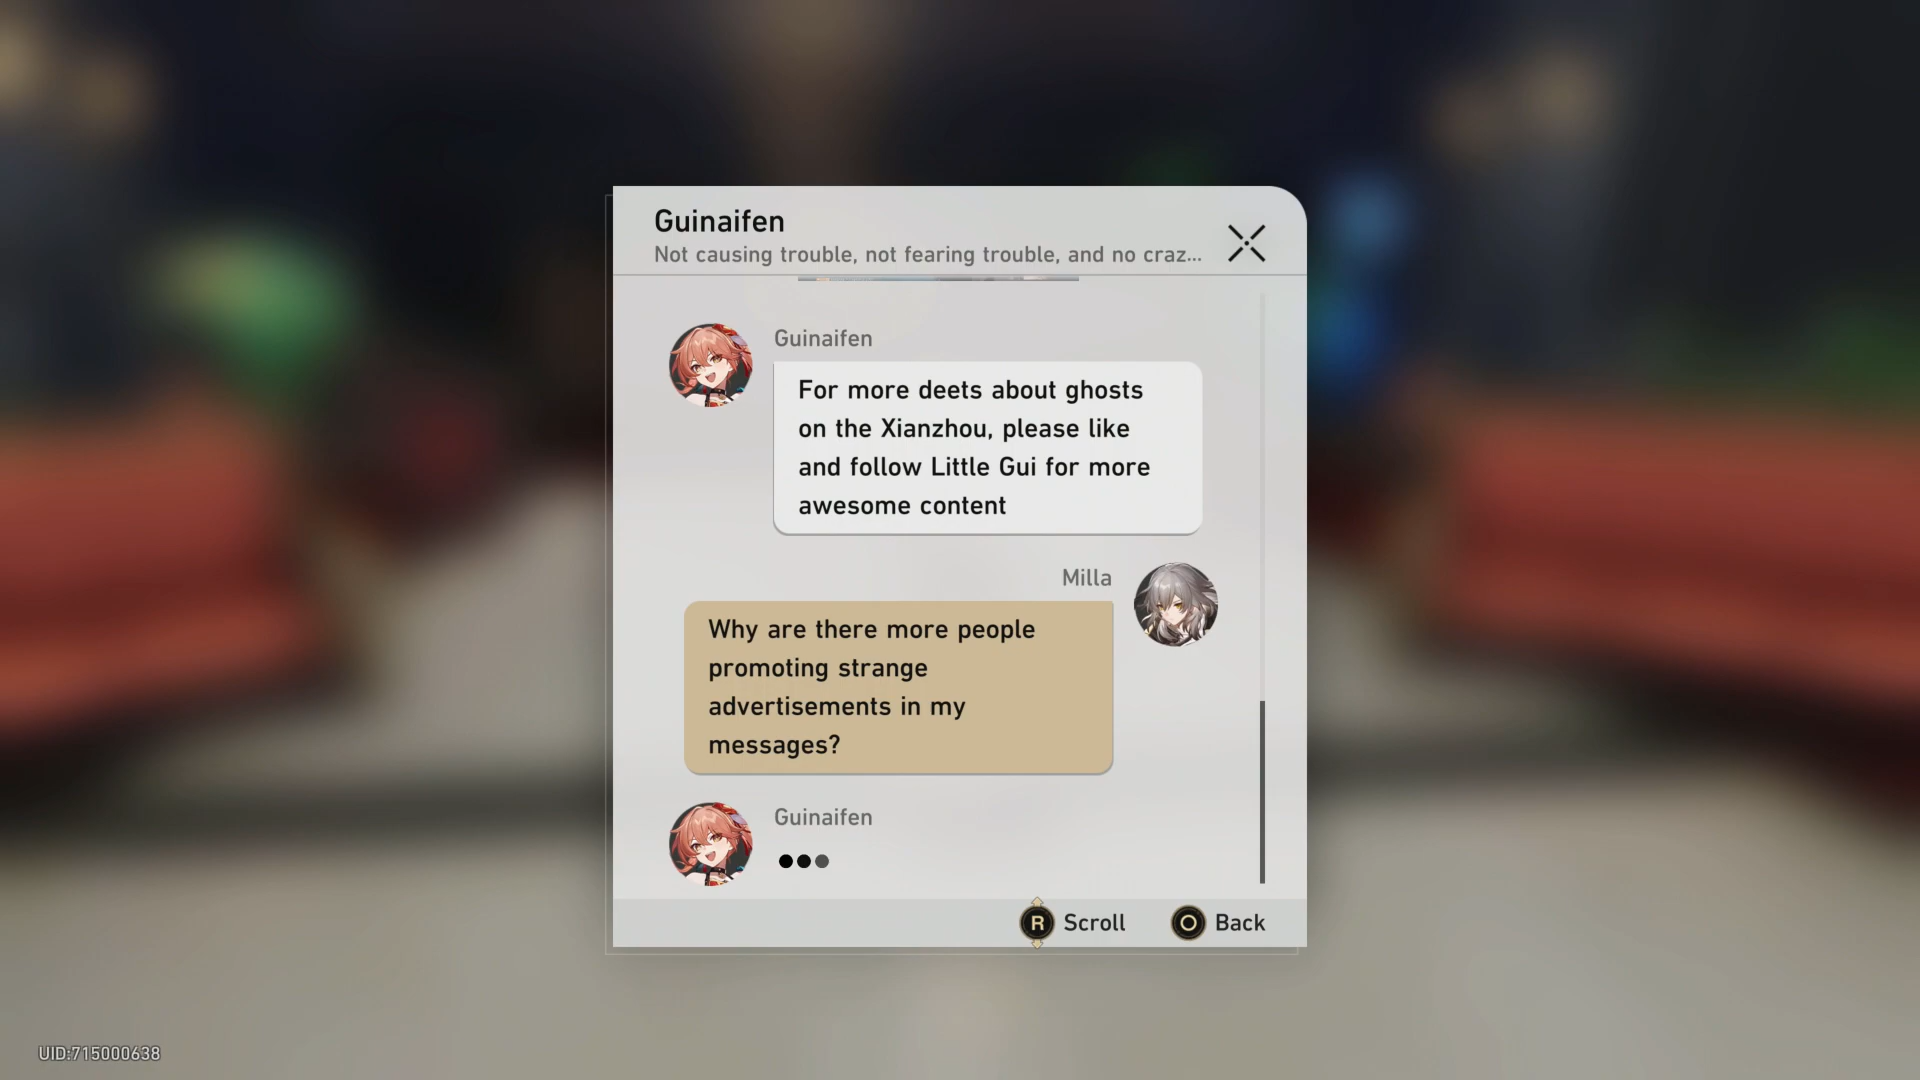 Guinaifen
Not causing trouble, not fearing trouble, and no craz...
Guinaifen
For more deets about ghosts
on the Xianzhou, please like
and follow Little Gui for more
awesome content
Milla
Why are there more people
promoting strange
advertisements in my
messages?
Guinaifen
R Scroll
Back
UID:715000638